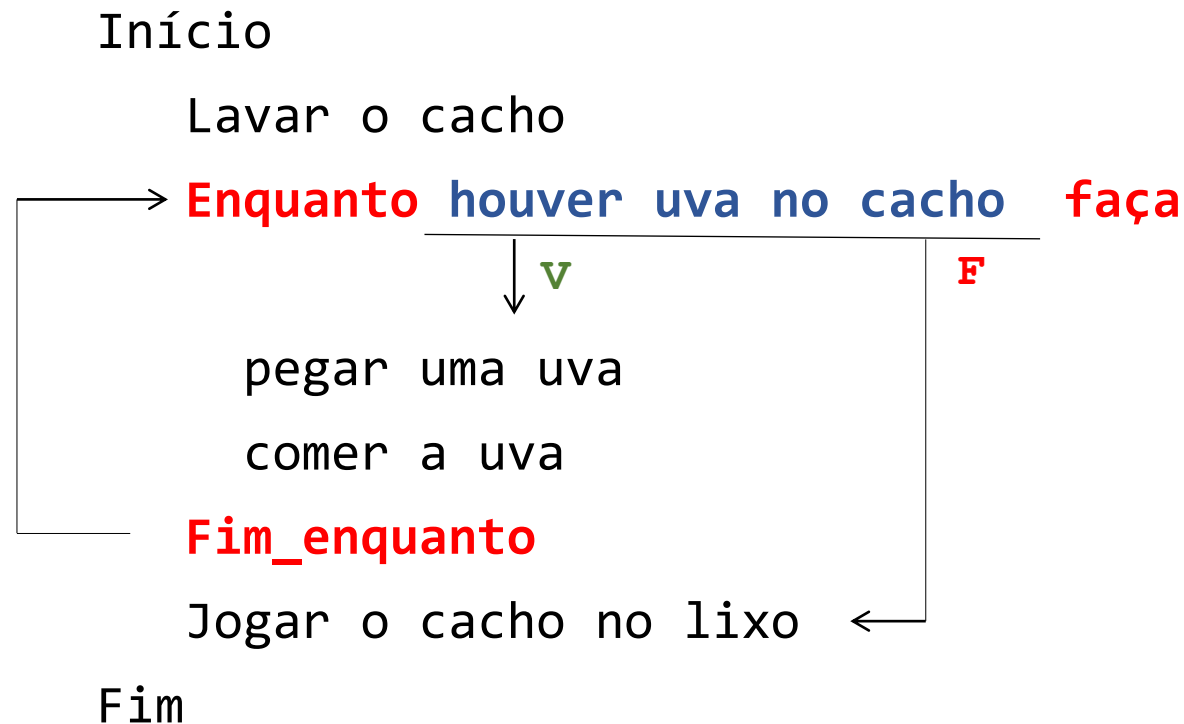 Início
Lavar o cacho
Enquanto houver uva no cacho faça
V
F
pegar uma uva
comer a uva
Fim_enquanto
Jogar o cacho no lixo
Fim